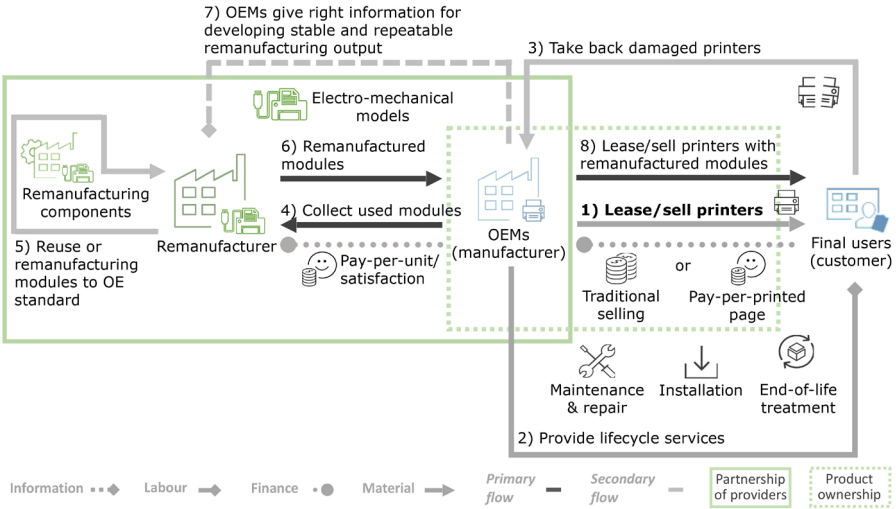 7) OEMs give right information for
developing stable and repeatable
remanufacturing output
3) Take back damaged printers
Electro-mechanical
models
6) Remanufactured
modules
8) Lease/sell printers with
remanufactured modules
Remanufacturing
components
4) Collect used modules
1) Lease/sell printers
Remanufacturer
OEMs
(manufacturer)
Final users
(customer)
5) Reuse or
remanufacturing
modules to OE
standard
Pay-per-unit/
satisfaction
or
Traditional
selling
Pay-per-printed
page
Maintenance
& repair
Installation
End-of-life
treatment
2) Provide lifecycle services
Information
Labour
Finance
Material
Primary
flow
Secondary
flow
Partnership
of providers
Product
ownership